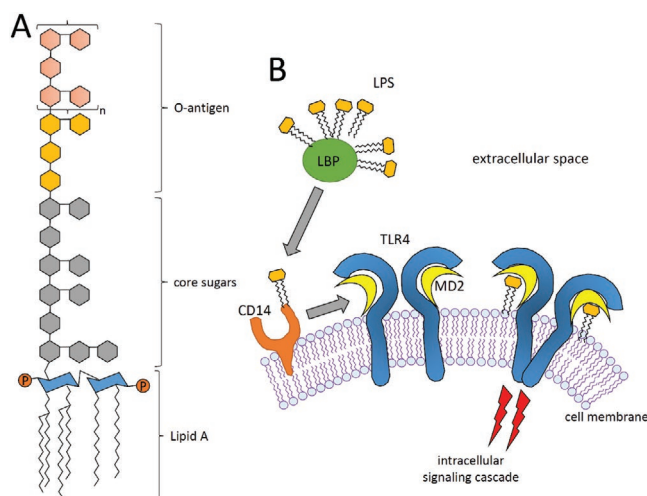 A
n
O-antigen
core sugars
P
P
Lipid A
B
LPS
LBP
extracellular space
TLR4
MD2
CD14
cell membrane
intracellular
signaling cascade